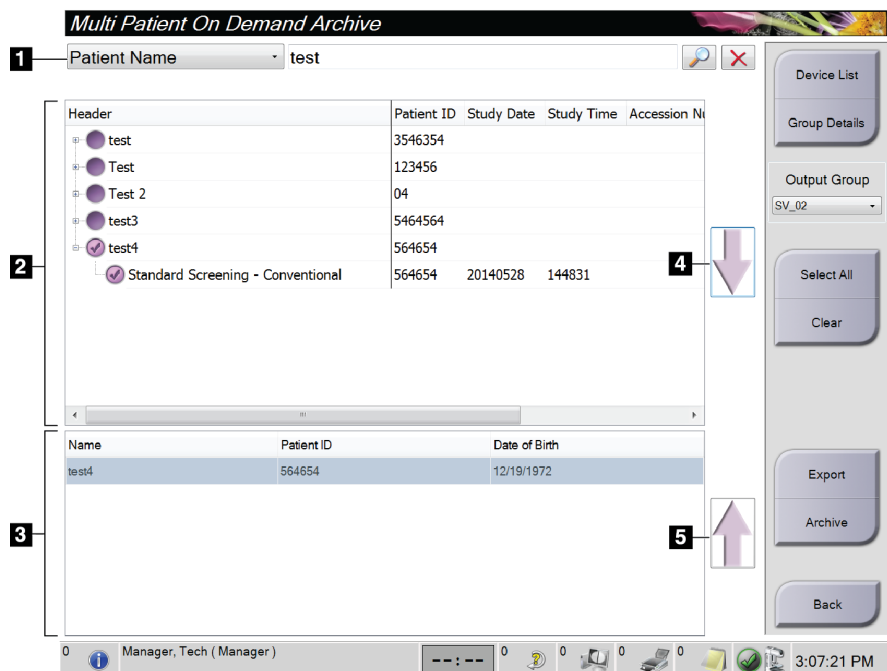 Multi Patient On Demand Archive
1 Patient Name test
Device List
Group Details
Output Group
SV_02
Select All
Clear
Export
Archive
Back
2
Header Patient ID Study Date Study Time Accession Nu
test 3546354
Test 123456
Test 2 04
test3 5464564
test4 564654
Standard Screening - Conventional 564654 20140528 144831
4
3
Name Patient ID Date of Birth
test4 564654 12/19/1972
5
0 Manager, Tech ( Manager ) --:-- 0 0 0 0 3:07:21 PM